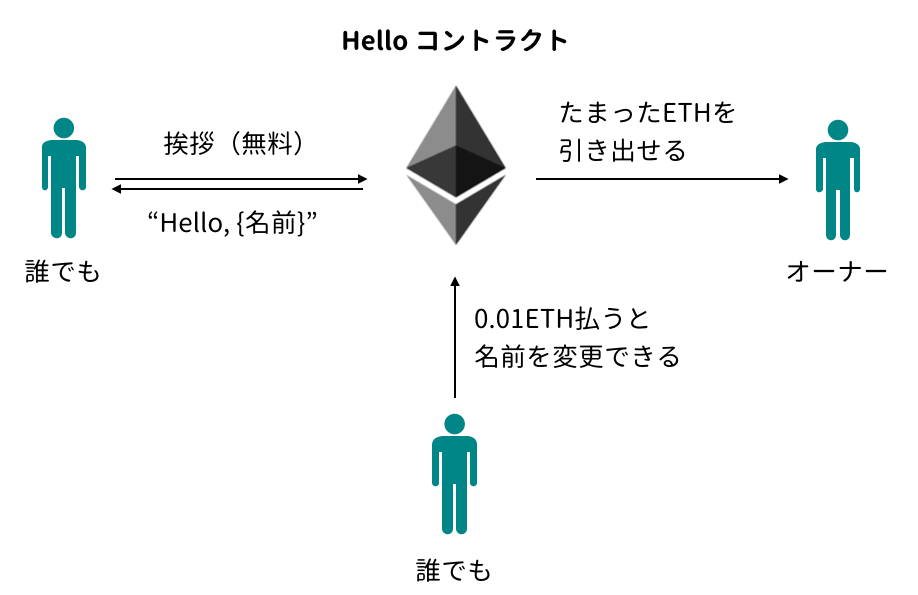 Hello コントラクト
挨拶（無料）
“Hello, {名前}”
誰でも
たまったETHを
引き出せる
オーナー
0.01ETH払うと
名前を変更できる
誰でも